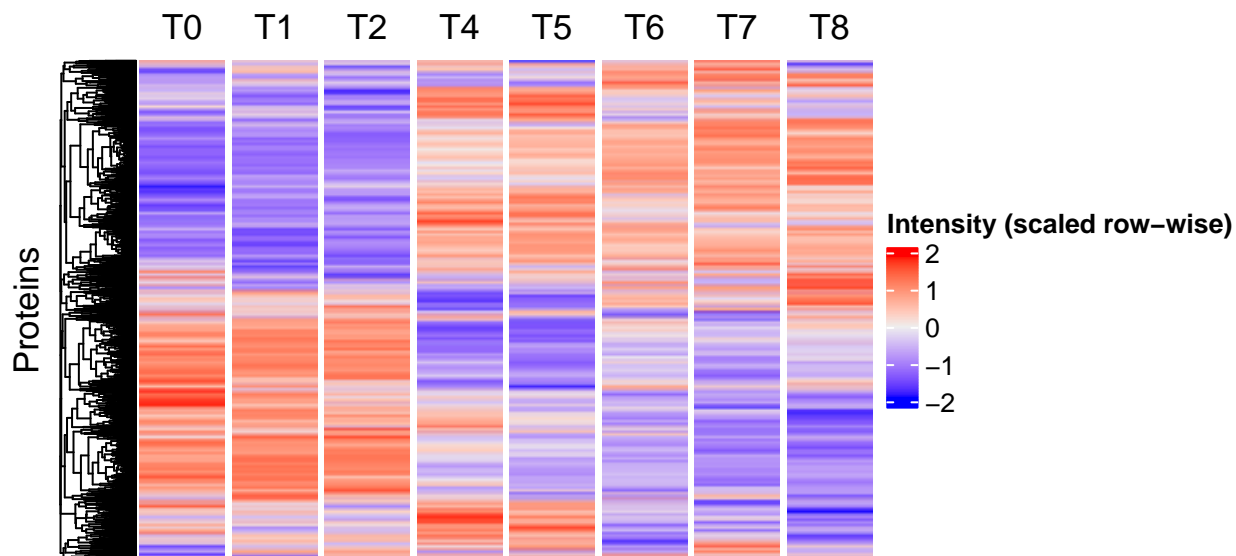 T0 T1 T2 T4 T5 T6 T7 T8
Proteins
Intensity (scaled row−wise)
2
1
0
−1
−2